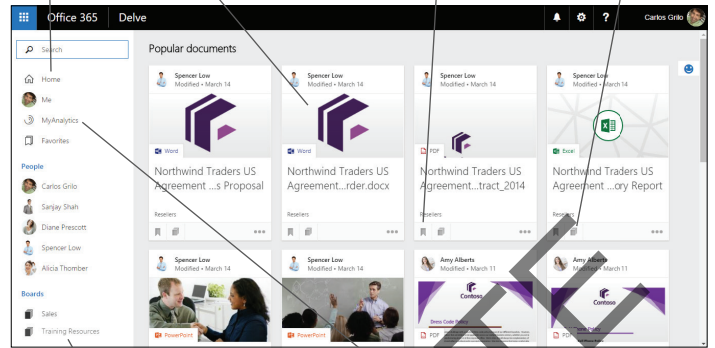 Office 365 Delve ? Carlos Grilo
Search
Home
Me
MyAnalytics
Favorites
People
Carlos Grilo
Sanjay Shah
Diane Prescott
Spencer Low
Alicia Thomber
Boards
Sales
Training Resources
Popular documents
Spencer Low
Modified • March 14
Word
Northwind Traders US
Agreement ...s Proposal
Resellers
Spencer Low
Modified • March 14
Word
Northwind Traders US
Agreement...rder.docx
Resellers
Spencer Low
Modified • March 14
PDF
Northwind Traders US
Agreement...tract_2014
Resellers
Spencer Low
Modified • March 14
Excel
Northwind Traders US
Agreement ...ory Report
Resellers
Spencer Low
Modified • March 14
PowerPoint
Spencer Low
Modified • March 14
PowerPoint
Amy Alberts
Modified • March 11
Contoso
Dress Code Policy
PDF
Amy Alberts
Modified • March 11
Contoso
PDF